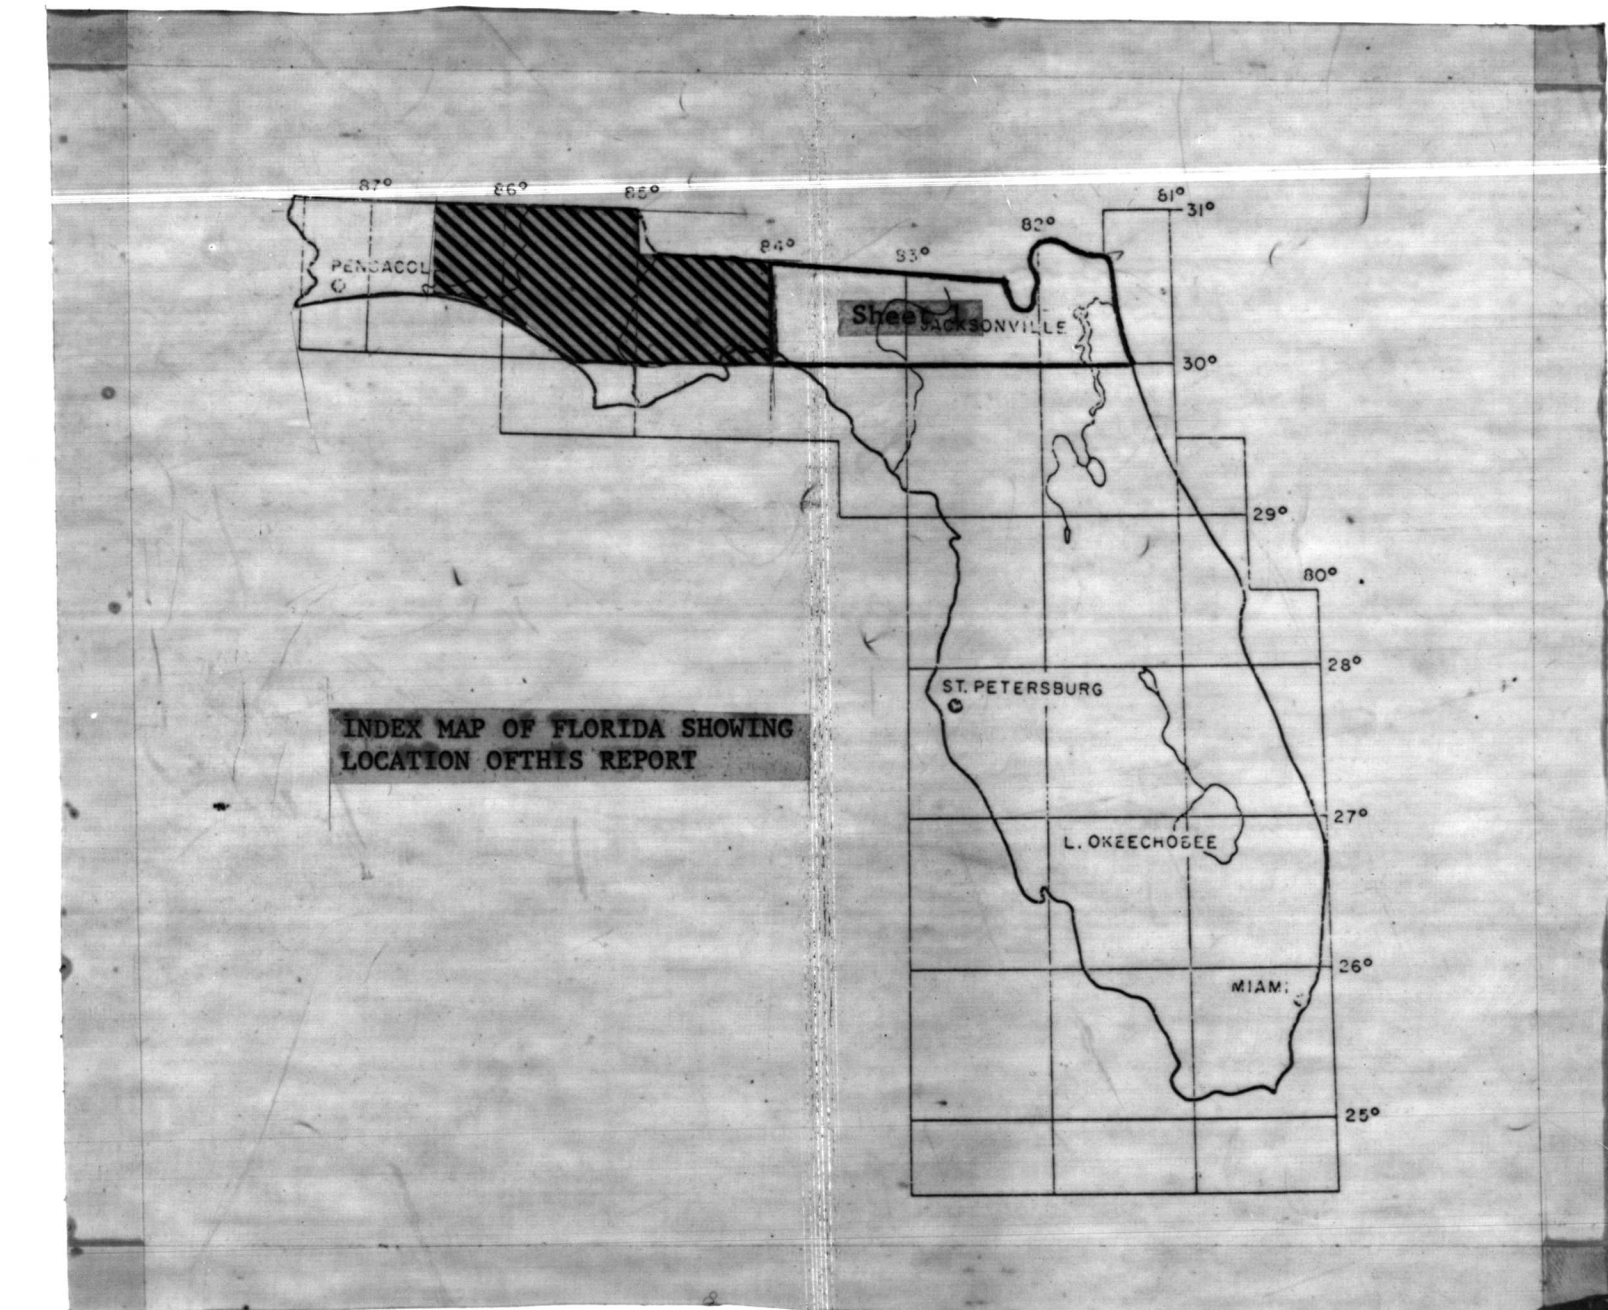 87° 86° 85° 81°
31°
82°
84° 83°
PENSACOL
Sheet 1
JACKSONVILLE
30°
29°
80°
28°
ST. PETERSBURG
INDEX MAP OF FLORIDA SHOWING
LOCATION OFTHIS REPORT
27°
L. OKEECHOBEE
26°
MIAMI
25°